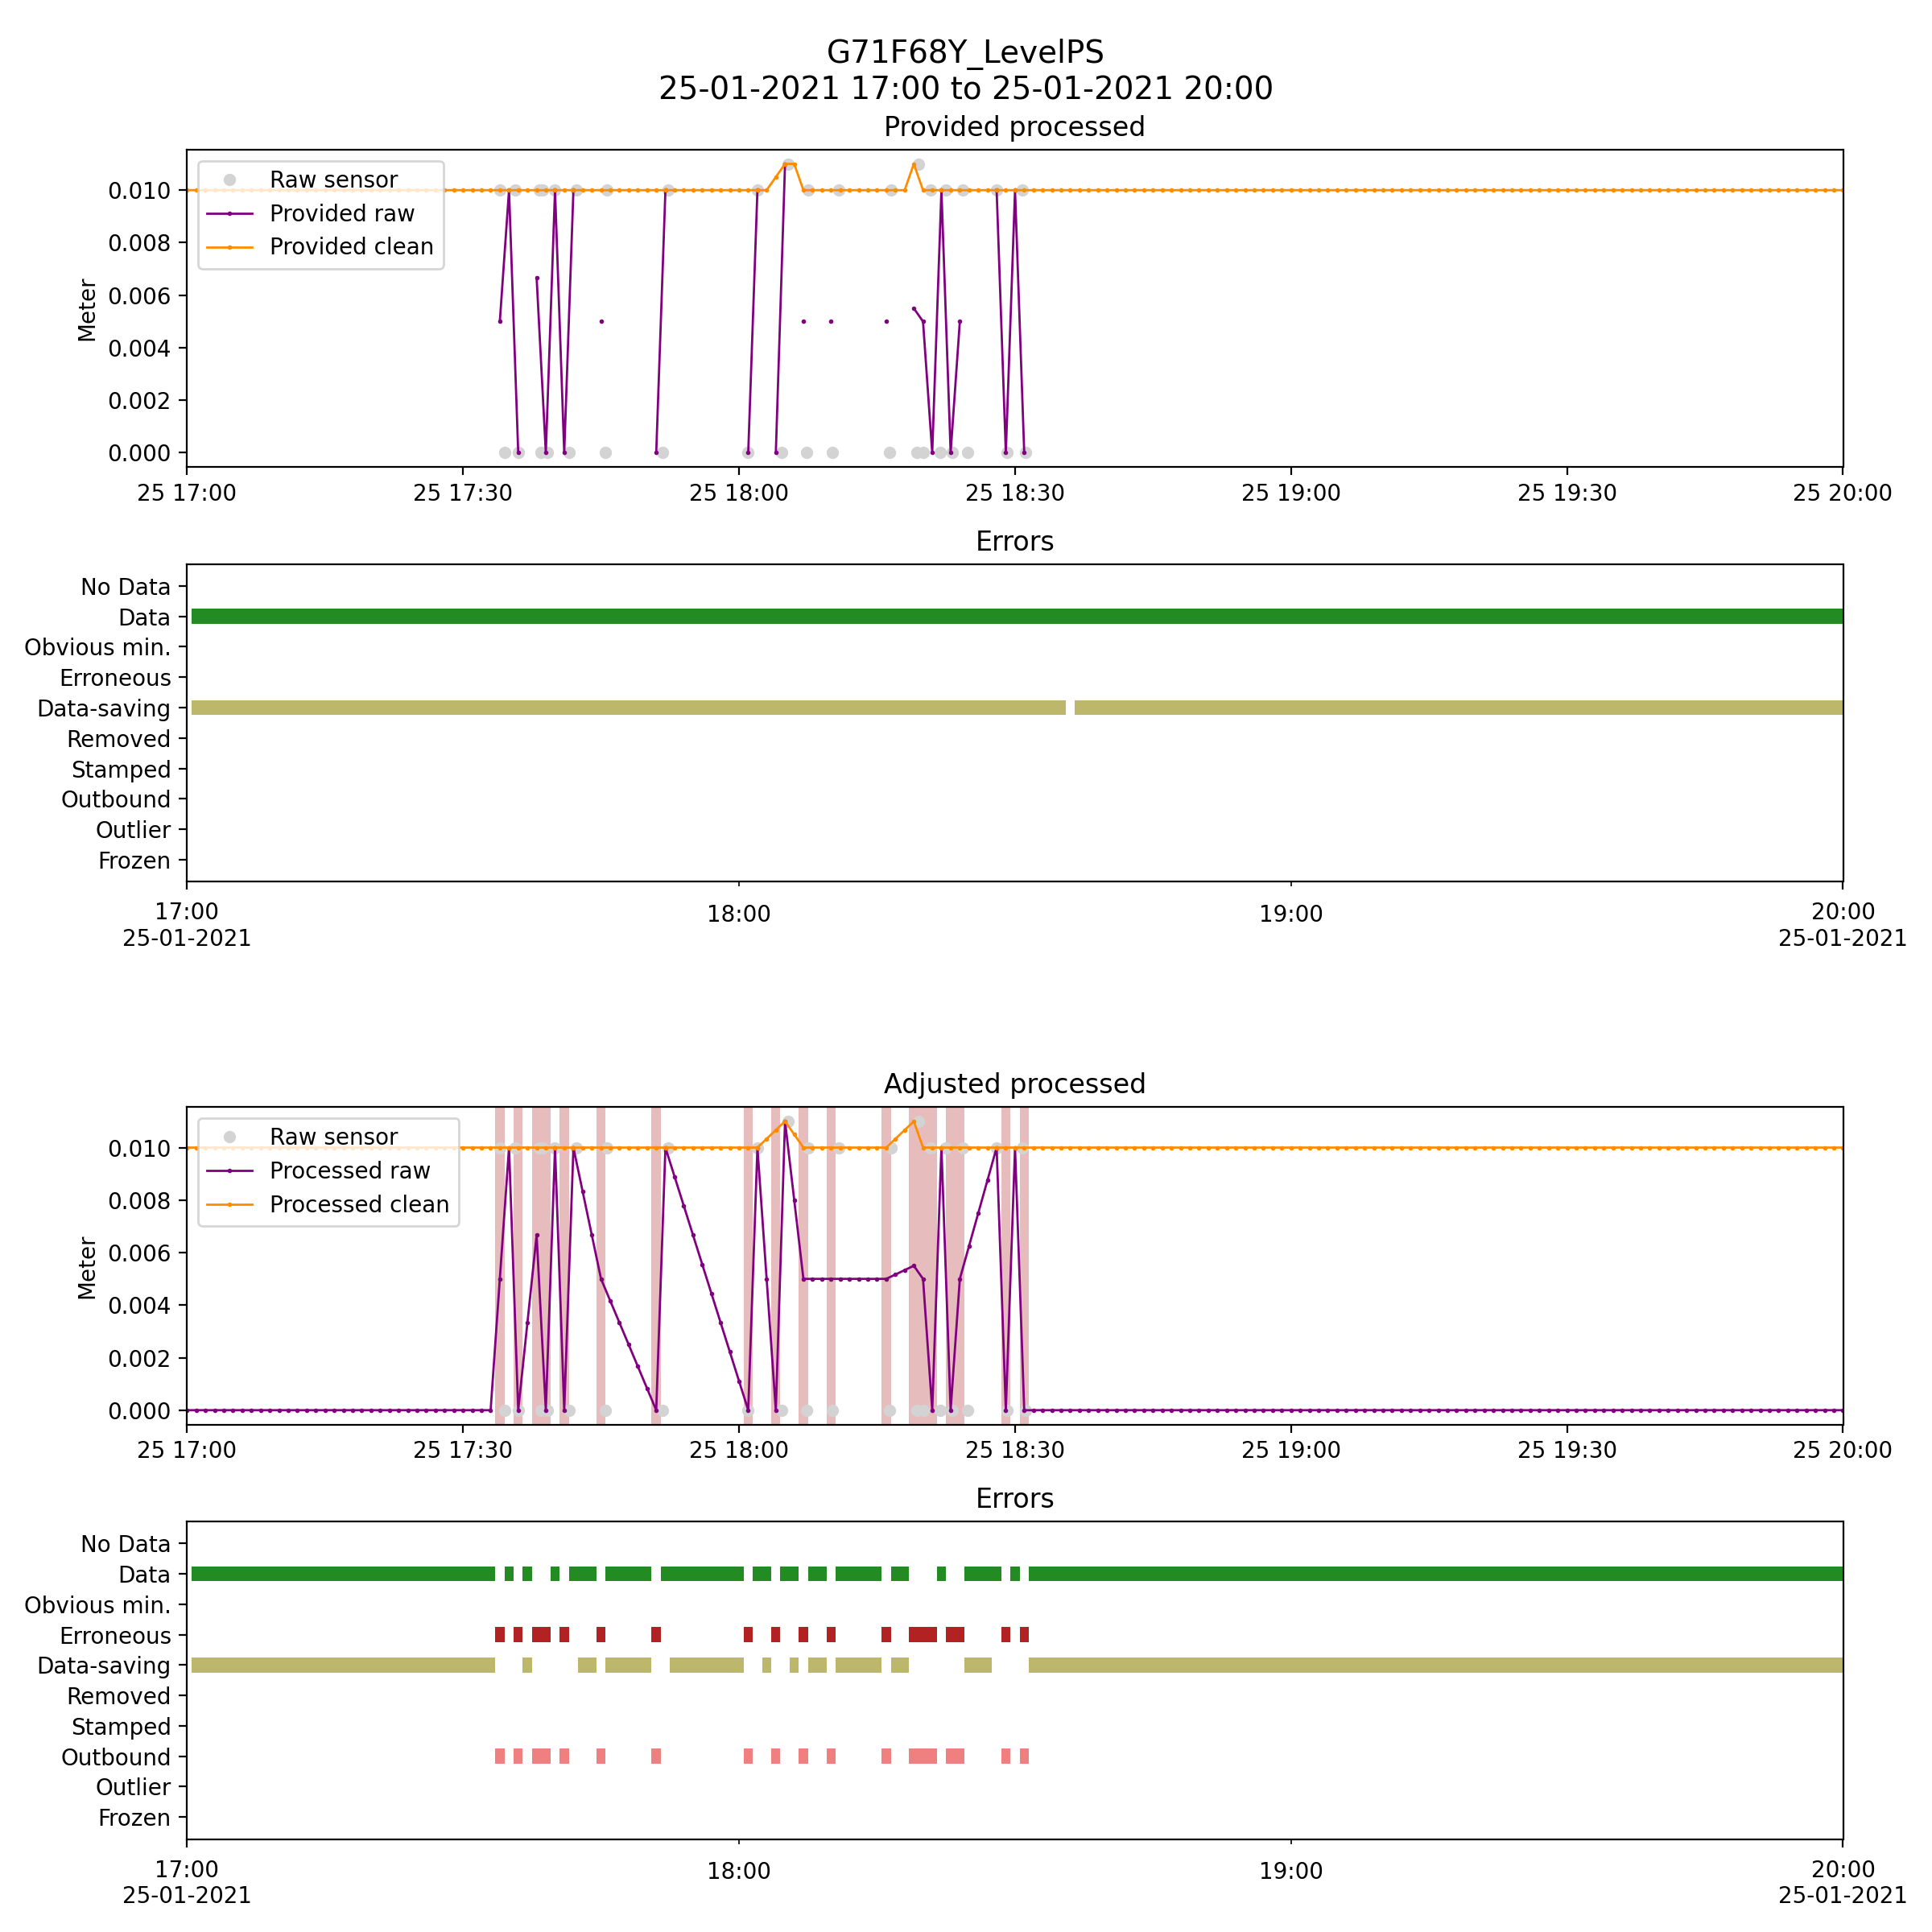 G71F68Y_LevelPS
25-01-2021 17:00 to 25-01-2021 20:00
Provided processed
Raw sensor
Provided raw
Provided clean
Meter
0.010
0.008
0.006
0.004
0.002
0.000
25 17:00 25 17:30 25 18:00 25 18:30 25 19:00 25 19:30 25 20:00
Errors
No Data
Data
Obvious min.
Erroneous
Data-saving
Removed
Stamped
Outbound
Outlier
Frozen
17:00 18:00 19:00 20:00
25-01-2021 25-01-2021
Adjusted processed
Raw sensor
Processed raw
Processed clean
Meter
0.010
0.008
0.006
0.004
0.002
0.000
25 17:00 25 17:30 25 18:00 25 18:30 25 19:00 25 19:30 25 20:00
Errors
No Data
Data
Obvious min.
Erroneous
Data-saving
Removed
Stamped
Outbound
Outlier
Frozen
17:00 18:00 19:00 20:00
25-01-2021 25-01-2021